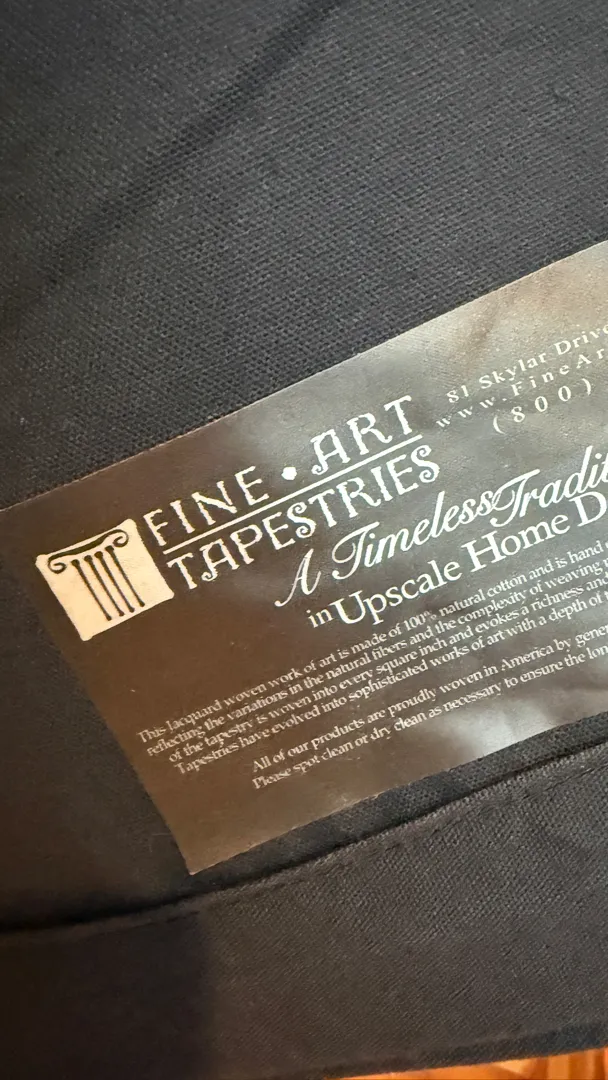 81 Skylar Drive
www.FineAr
(800)
FINE • ART
TAPESTRIES
A Timeless Tradit
in Upscale Home D
This Jacquard woven work of art is made of 100% natural cotton and is hand
reflecting the variations in the natural fibers and the complexity of weaving
of the tapestry is woven into every square inch and evokes a richness and
Tapestries have evolved into sophisticated works of art with a depth of
All of our products are proudly woven in America by gene
Please spot clean or dry clean as necessary to ensure the lon